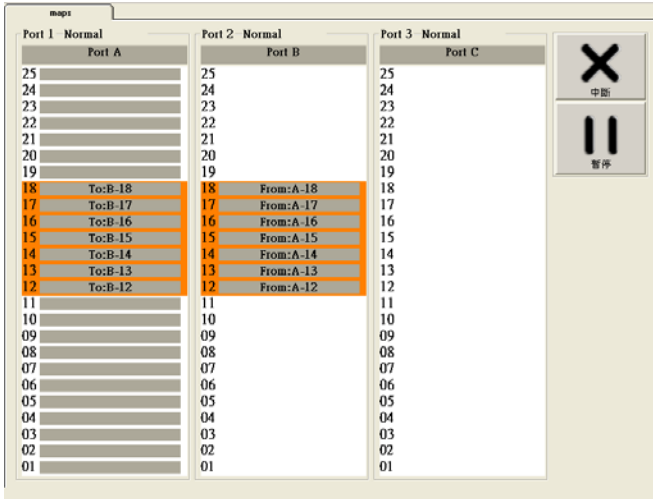 maps
Port 1 Normal Port 2 Normal Port 3 Normal
Port A Port B Port C
25 25 25
24 24 24
中斷
23 23 23
22 22 22
21 21 21
20 20 20
暫停
19 19 19
18 To:B-18 18 From:A-18 18
17 To:B-17 17 From:A-17 17
16 To:B-16 16 From:A-16 16
15 To:B-15 15 From:A-15 15
14 To:B-14 14 From:A-14 14
13 To:B-13 13 From:A-13 13
12 To:B-12 12 From:A-12 12
11 11 11
10 10 10
09 09 09
08 08 08
07 07 07
06 06 06
05 05 05
04 04 04
03 03 03
02 02 02
01 01 01